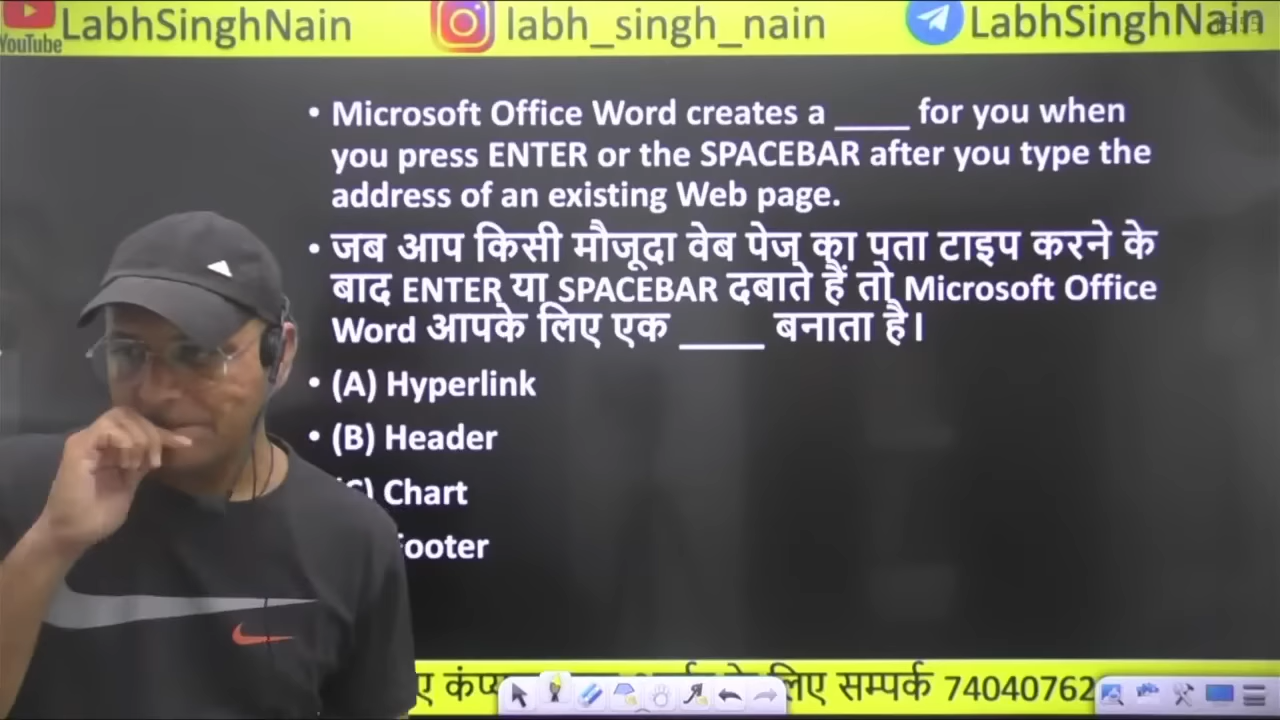 YouTube LabhSinghNain labh_singh_nain LabhSinghNain
• Microsoft Office Word creates a ____ for you when
you press ENTER or the SPACEBAR after you type the
address of an existing Web page.
• जब आप किसी मौजूदा वेब पेज का पता टाइप करने के
बाद ENTER या SPACEBAR दबाते हैं तो Microsoft Office
Word आपके लिए एक ____ बनाता है।
• (A) Hyperlink
• (B) Header
C) Chart
Footer
लिए सम्पर्क 74040762